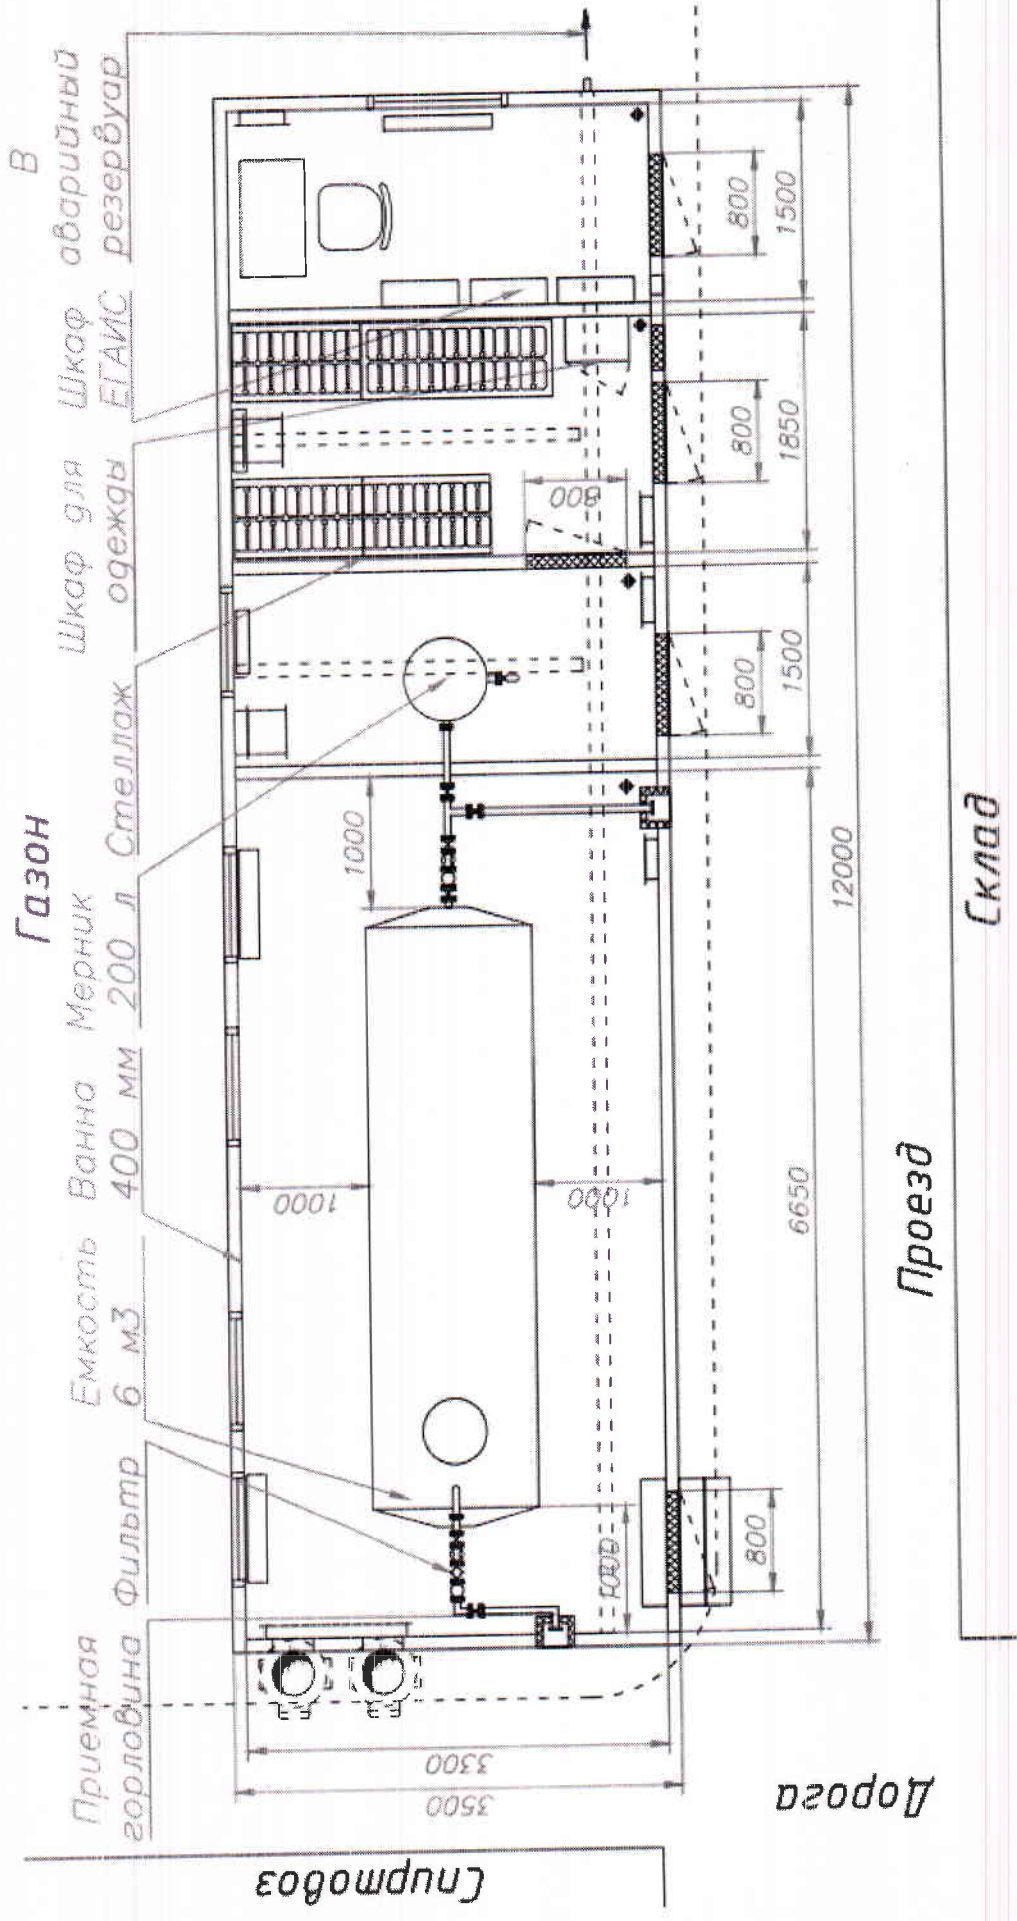 Газон
Приемная
горловина
Фильтр
Емкость
6 м3
Ванна
400 мм
Мерник
200 л
Стеллаж
Шкаф для
одежды
Шкаф
ЕГАИС
В
аварийный
резервуар
1000
1000
1000
1000
800
800
800
800
800
6650
1500
1850
1500
12000
3300
3500
Спиртовоз
Дорога
Проезд
Склад